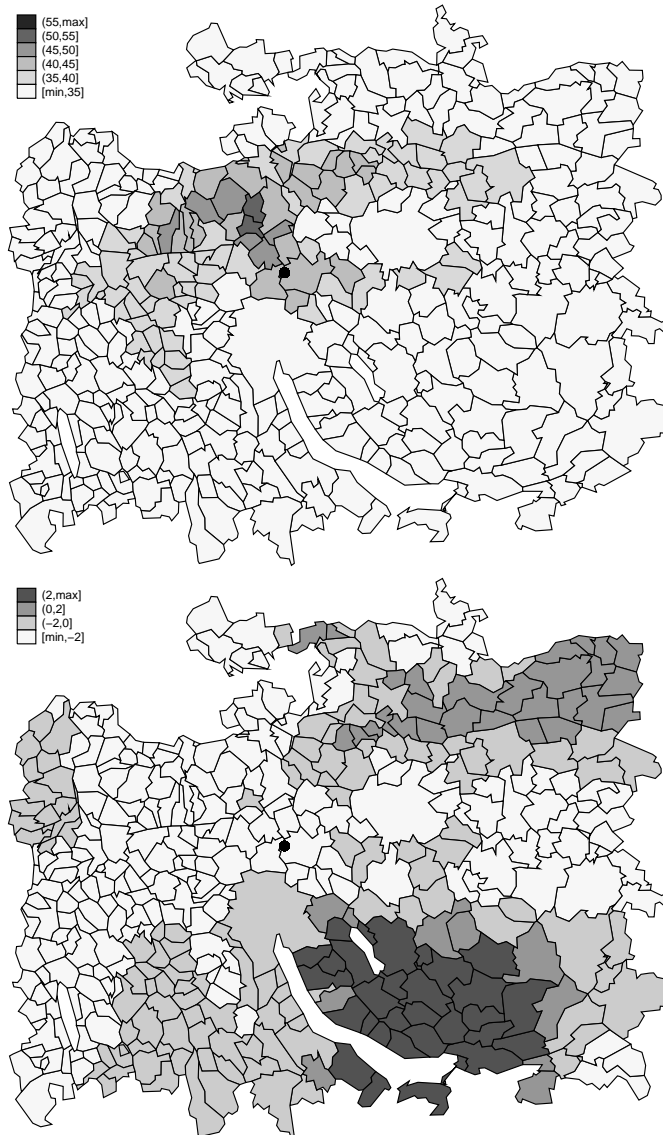 (55,max]
(50,55]
(45,50]
(40,45]
(35,40]
[min,35]
(2,max]
(0,2]
(−2,0]
[min,−2]